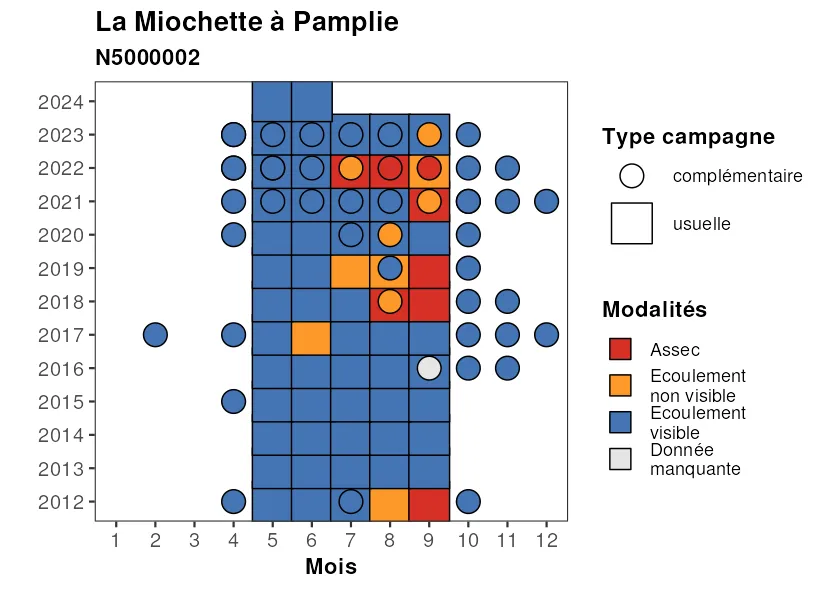 La Miochette à Pamplie
N5000002
2024
2023
2022
2021
2020
2019
2018
2017
2016
2015
2014
2013
2012
1 2 3 4 5 6 7 8 9 10 11 12
Mois
Type campagne
complémentaire
usuelle
Modalités
Assec
Ecoulement
non visible
Ecoulement
visible
Donnée
manquante